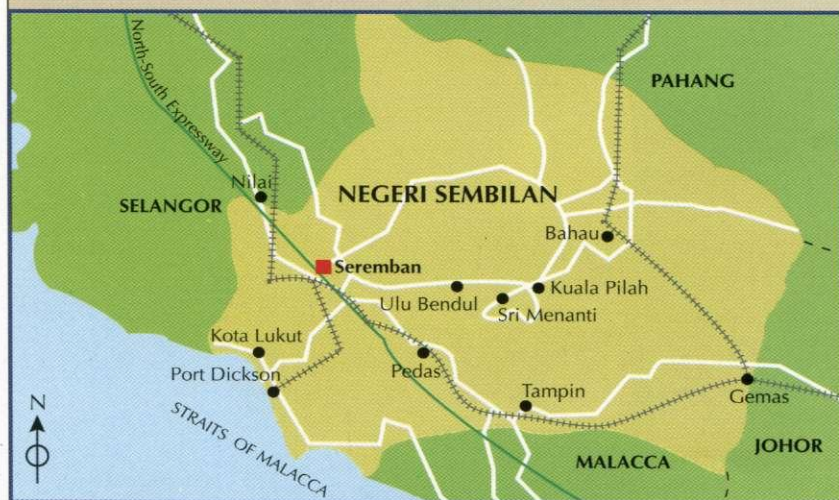 North-South Expressway
PAHANG
Nilai
SELANGOR
NEGERI SEMBILAN
Bahau
Seremban
Ulu Bendul
Kuala Pilah
Sri Menanti
Kota Lukut
Pedas
Port Dickson
Tampin
Gemas
N
STRAITS OF MALACCA
MALACCA
JOHOR